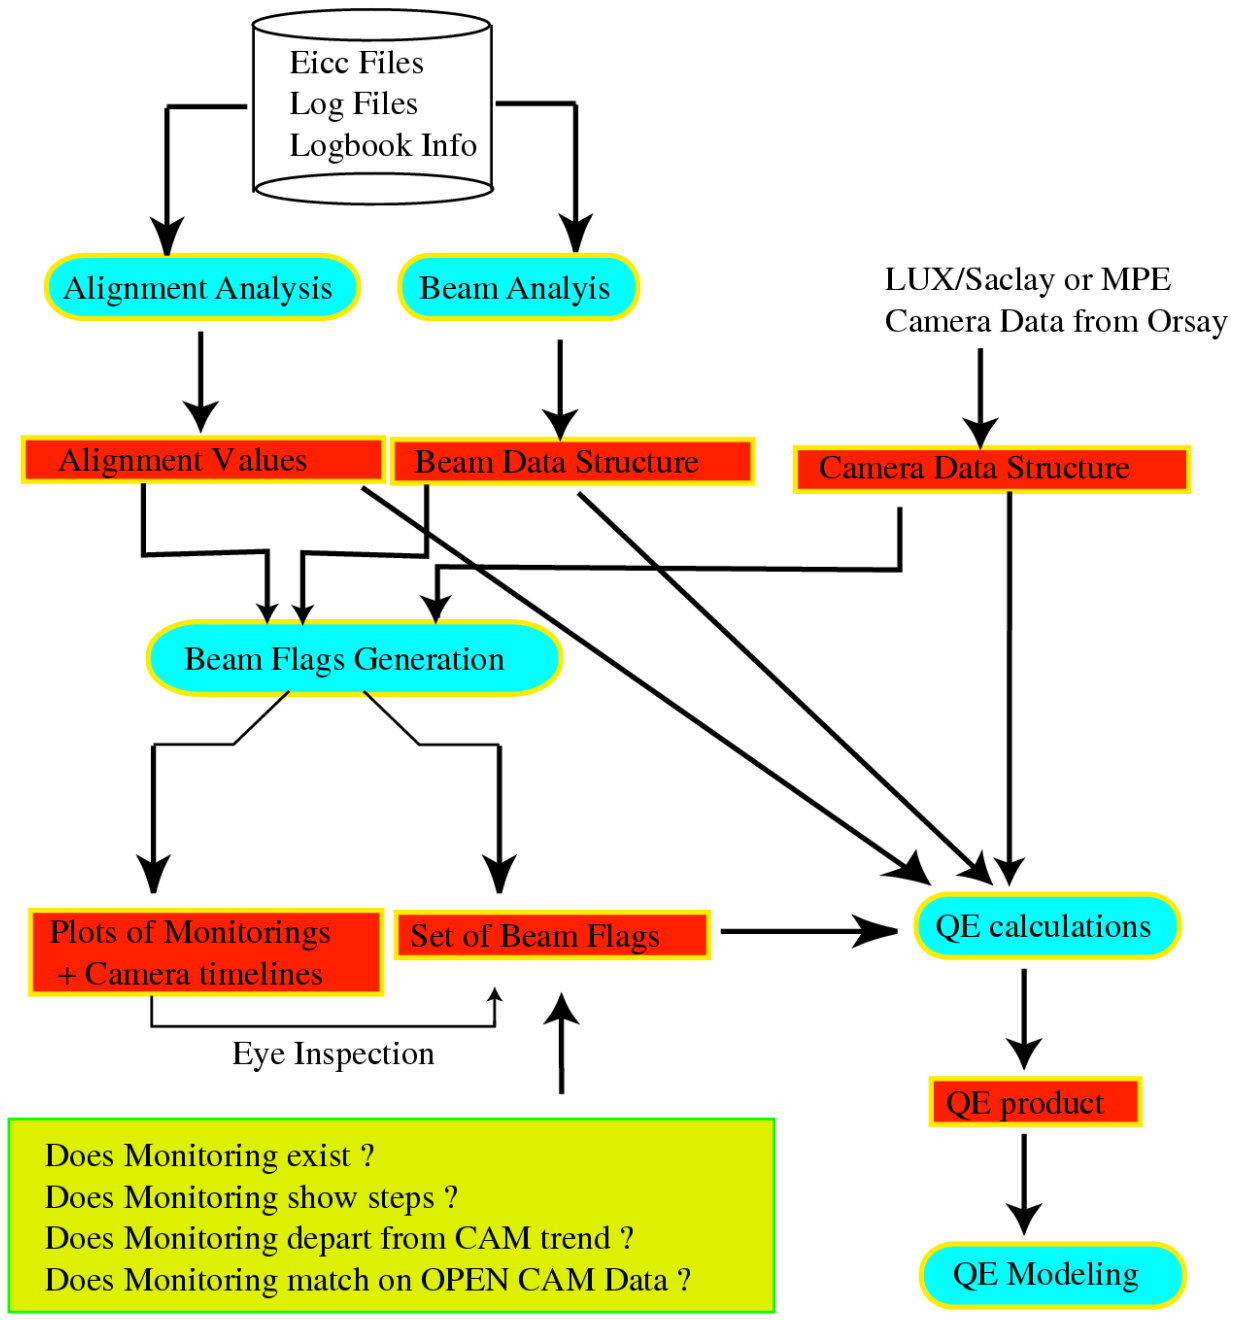 Eicc Files
Log Files
Logbook Info
Alignment Analysis
Beam Analyis
LUX/Saclay or MPE
Camera Data from Orsay
Alignment Values
Beam Data Structure
Camera Data Structure
Beam Flags Generation
Plots of Monitorings
+ Camera timelines
Set of Beam Flags
QE calculations
Eye Inspection
QE product
Does Monitoring exist ?
Does Monitoring show steps ?
Does Monitoring depart from CAM trend ?
Does Monitoring match on OPEN CAM Data ?
QE Modeling